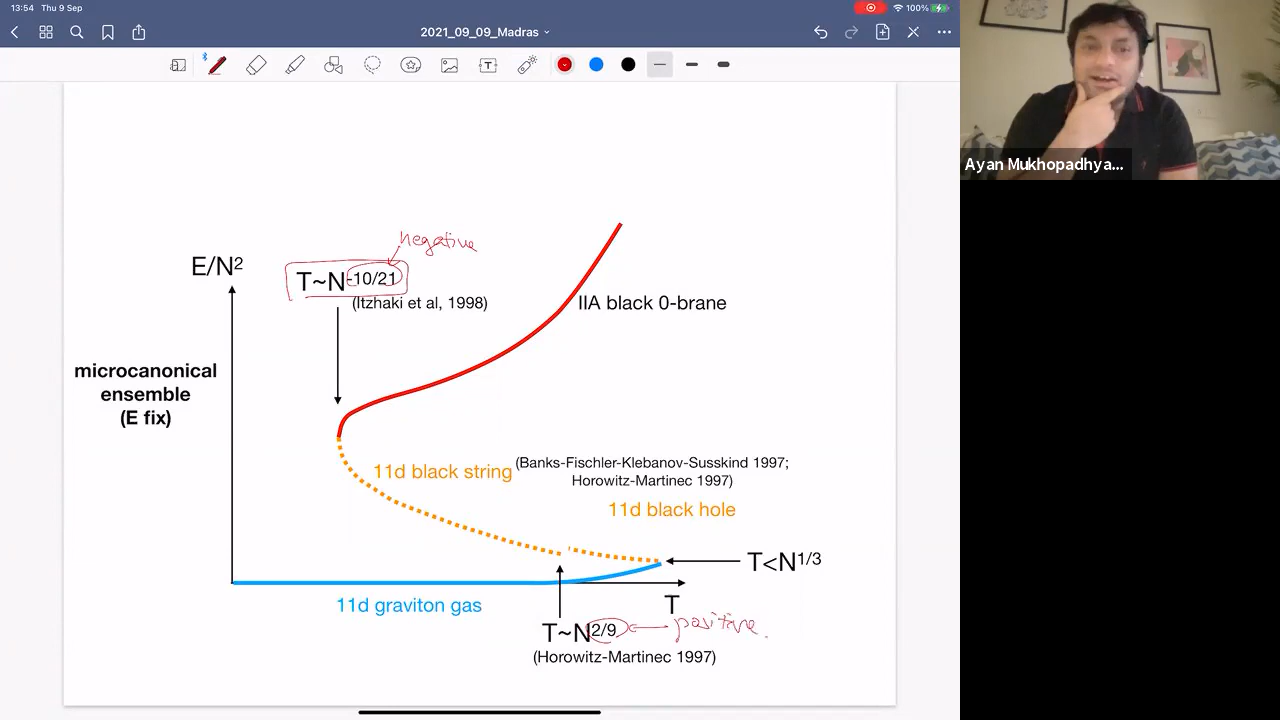 13:54 Thu 9 Sep
100%
2021_09_09_Madras
T
negative
E/N2
T~N-10/21
(Itzhaki et al, 1998)
IIA black 0-brane
microcanonical
ensemble
(E fix)
11d black string
(Banks-Fischler-Klebanov-Susskind 1997;
Horowitz-Martinec 1997)
11d black hole
T<N1/3
11d graviton gas
T
T~N2/9
positive.
(Horowitz-Martinec 1997)
Ayan Mukhopadhya...